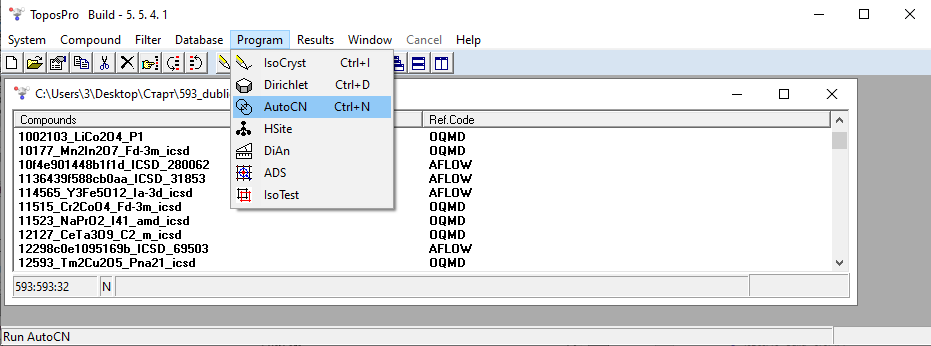 ToposPro Build - 5. 5. 4. 1
System Compound Filter Database Program Results Window Cancel Help
IsoCryst Ctrl+I
Dirichlet Ctrl+D
AutoCN Ctrl+N
HSite
DiAn
ADS
IsoTest
C:\Users\3\Desktop\Старт\593_dublic
Compounds Ref.Code
1002103_LiCo2O4_P1 OQMD
10177_Mn2In2O7_Fd-3m_icsd OQMD
10f4e901448b1f1d_ICSD_280062 AFLOW
1136439f588cb0aa_ICSD_31853 AFLOW
114565_Y3Fe5O12_Ia-3d_icsd OQMD
11515_Cr2CoO4_Fd-3m_icsd OQMD
11523_NaPrO2_I41_amd_icsd OQMD
12127_CeTa3O9_C2_m_icsd OQMD
12298c0e1095169b_ICSD_69503 AFLOW
12593_Tm2Cu2O5_Pna21_icsd OQMD
593:593:32 N
Run AutoCN